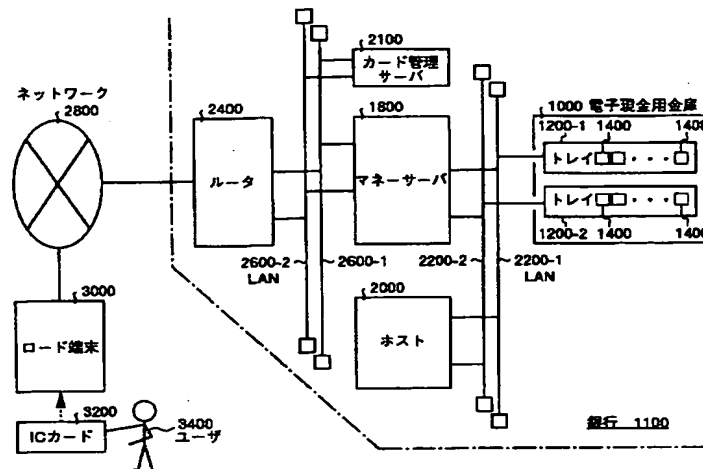 ネットワーク
2800
2400
ルータ
2100
カード管理
サーバ
1800
マネーサーバ
1000 電子現金用金庫
1200-1
1400
1408
トレイ
・・・
トレイ
・・・
1200-2
1400
1400
2600-2
2600-1
LAN
2200-2
2200-1
LAN
3000
ロード端末
2000
ホスト
3200
ICカード
3400
ユーザ
銀行 1100